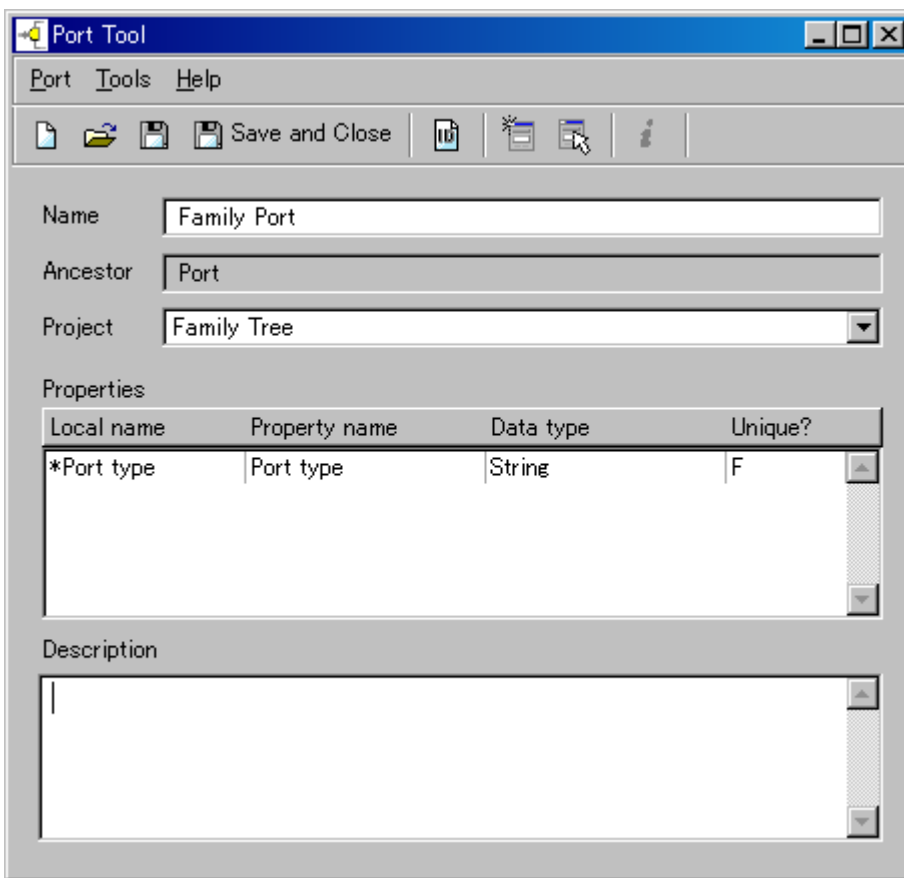 Port Tool
Port Tools Help
Save and Close ID
Name Family Port
Ancestor Port
Project Family Tree
Properties
Local name Property name Data type Unique?
*Port type Port type String F
Description